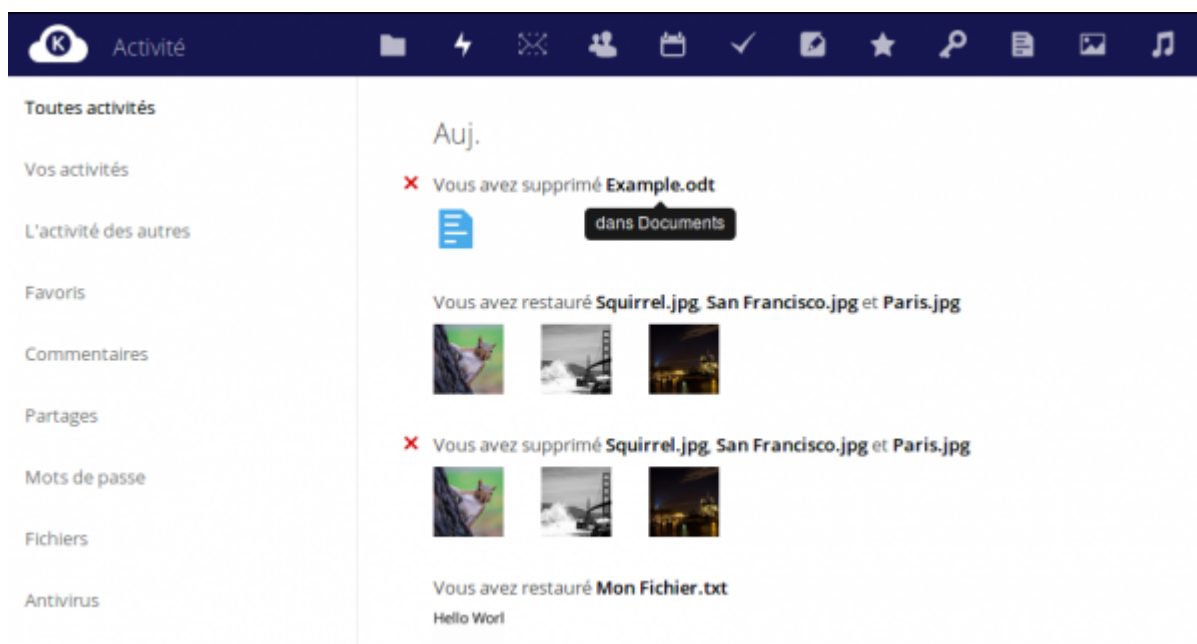 K Activité
Toutes activités
Vos activités
L'activité des autres
Favoris
Commentaires
Partages
Mots de passe
Fichiers
Antivirus
Auj.
Vous avez supprimé Example.odt
dans Documents
Vous avez restauré Squirrel.jpg, San Francisco.jpg et Paris.jpg
Vous avez supprimé Squirrel.jpg, San Francisco.jpg et Paris.jpg
Vous avez restauré Mon Fichier.txt
Hello Worl